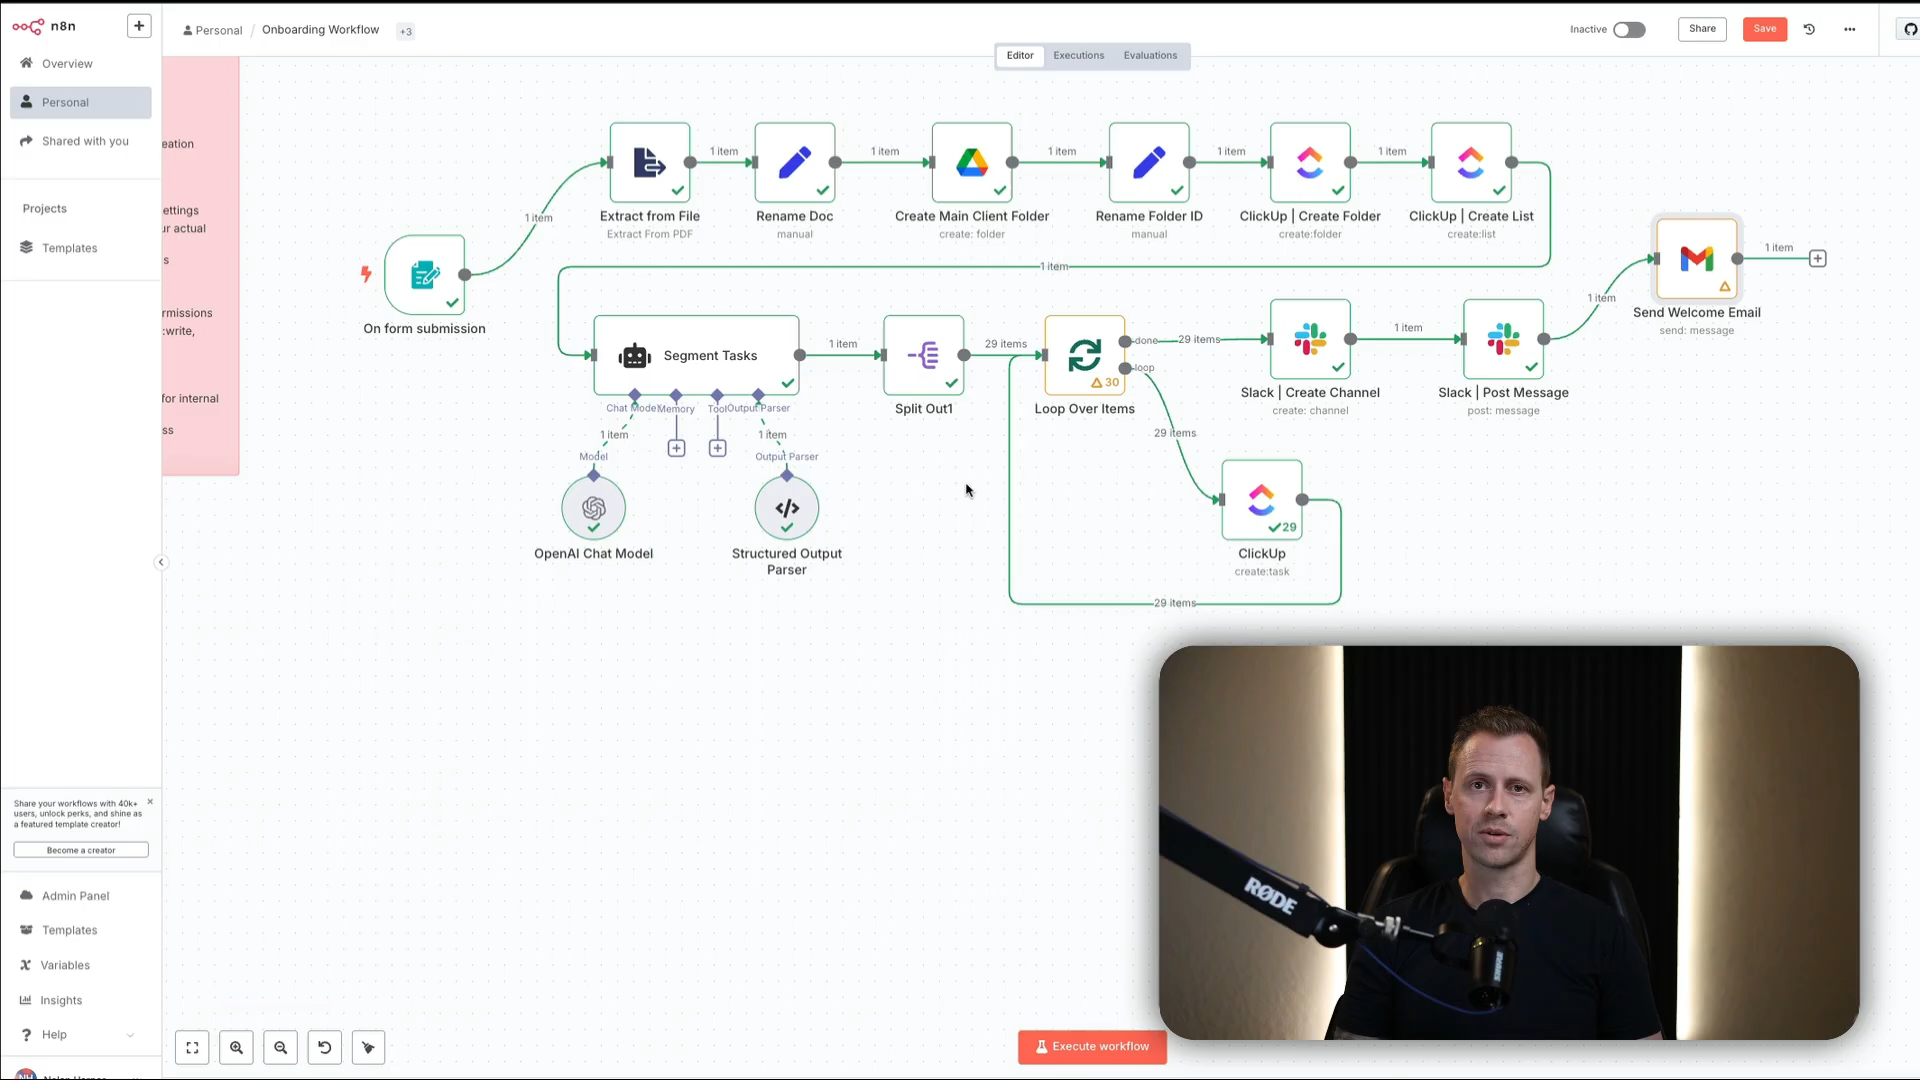 n8n
+
Personal / Onboarding Workflow +3
Inactive
Share
Save
Editor
Executions
Evaluations
Overview
Personal
Shared with you
Projects
Templates
eation
ettings
ur actual
s
rmissions
:write,
for internal
ss
On form submission
1 item
Extract from File
Extract From PDF
1 item
Rename Doc
manual
1 item
Create Main Client Folder
create: folder
1 item
Rename Folder ID
manual
1 item
ClickUp | Create Folder
create:folder
1 item
ClickUp | Create List
create:list
1 item
Segment Tasks
Chat Mode
Memory
Tool
Output Parser
1 item
1 item
Model
Output Parser
OpenAI Chat Model
Structured Output
Parser
1 item
Split Out1
29 items
30
Loop Over Items
done
loop
29 items
Slack | Create Channel
create: channel
1 item
Slack | Post Message
post: message
1 item
Send Welcome Email
send: message
1 item
29 items
29
ClickUp
create:task
29 items
Share your workflows with 40k+
users, unlock perks, and shine as
a featured template creator!
Become a creator
Admin Panel
Templates
Variables
Insights
Help
Execute workflow
RØDE
SHURE